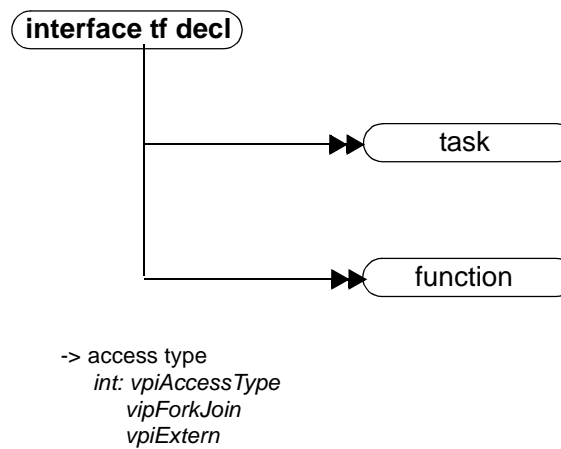 interface tf decl
task
function
-> access type
int: vpiAccessType
vipForkJoin
vpiExtern